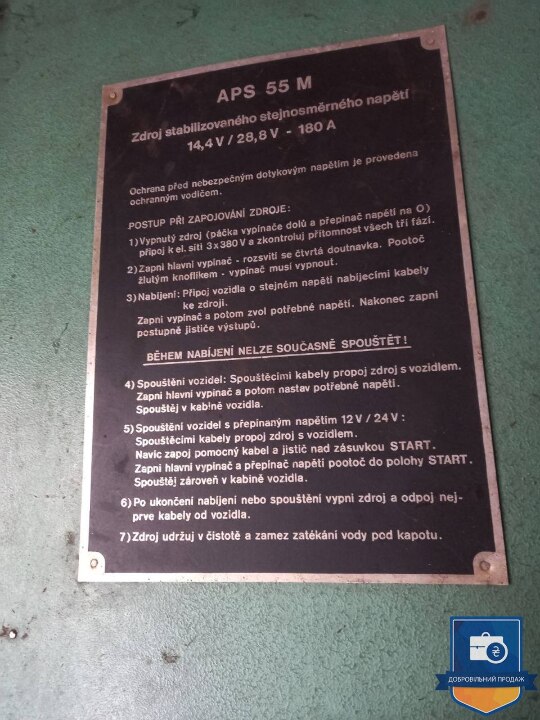 APS 55 M
Zdroj stabilizovaného stejnosměrného napětí
14,4 V / 28,8 V - 180 A
Ochrana před nebezpečným dotykovým napětím je provedena
ochranným vodičem.
POSTUP PŘI ZAPOJOVÁNÍ ZDROJE:
1) Vypnutý zdroj (páčka vypínače dolů a přepínač napětí na O)
připoj k el. síti 3x380 V a zkontroluj přítomnost všech tří fází.
2) Zapni hlavní vypínač - rozsvítí se čtvrtá doutnavka. Pootoč
žlutým knoflíkem - vypínač musí vypnout.
3) Nabíjení: Připoj vozidla o stejném napětí nabíjecími kabely
ke zdroji.
Zapni vypínač a potom zvol potřebné napětí. Nakonec zapni
postupně jističe výstupů.
BĚHEM NABÍJENÍ NELZE SOUČASNĚ SPOUŠTĚT!
4) Spouštění vozidel: Spouštěcími kabely propoj zdroj s vozidlem.
Zapni hlavní vypínač a potom nastav potřebné napětí.
Spouštěj v kabině vozidla.
5) Spouštění vozidel s přepínaným napětím 12 V / 24 V:
Spouštěcími kabely propoj zdroj s vozidlem.
Navíc zapoj pomocný kabel a jistič nad zásuvkou START.
Zapni hlavní vypínač a přepínač napětí pootoč do polohy START.
Spouštěj zároveň v kabině vozidla.
6) Po ukončení nabíjení nebo spouštění vypni zdroj a odpoj nej-
prve kabely od vozidla.
7) Zdroj udržuj v čistotě a zamez zatékání vody pod kapotu.
ДОБРОВІЛЬНИЙ ПРОДАЖ